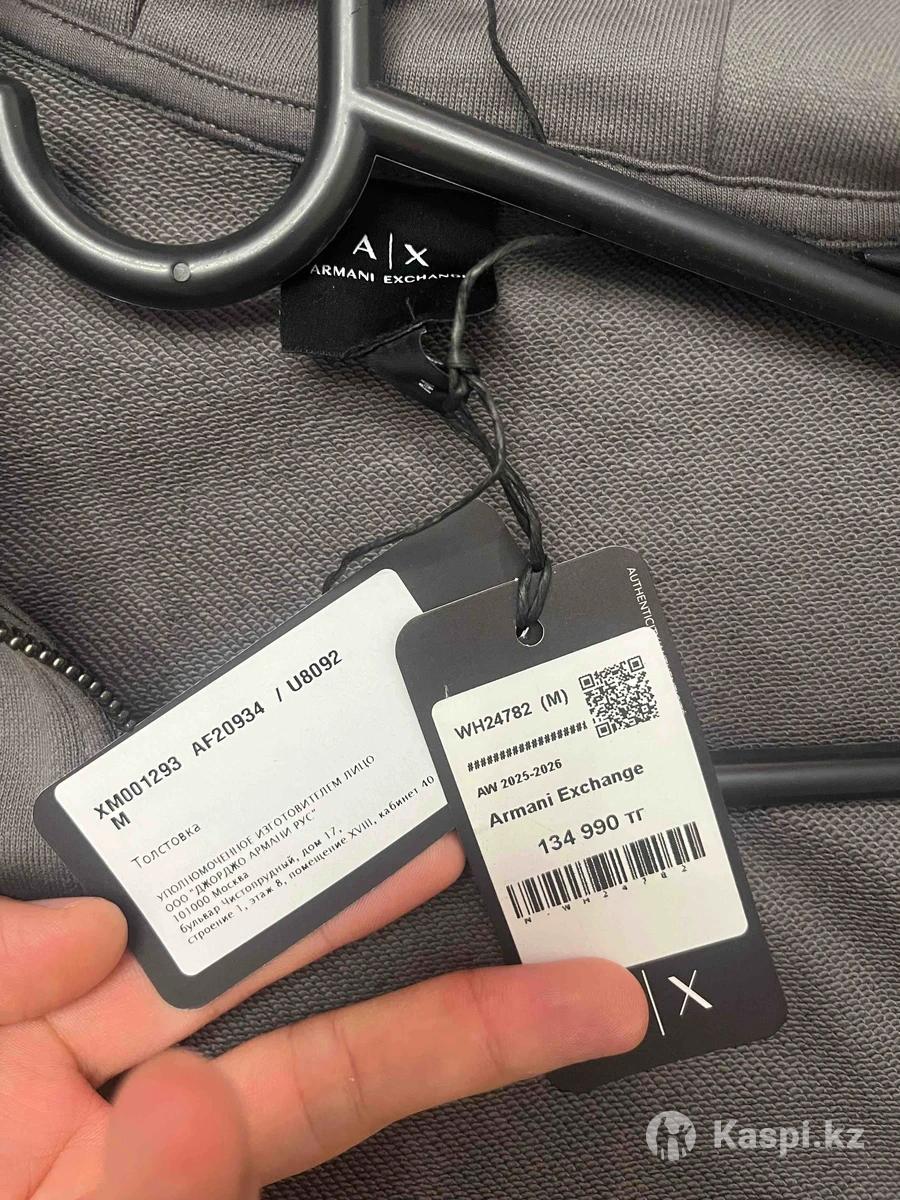 A|X
ARMANI EXCHANGE
M
XM001293 AF20934 / U8092
M
Толстовка
УПОЛНОМОЧЕННОЕ ИЗГОТОВИТЕЛЕМ ЛИЦО
ООО "ДЖОРДЖО АРМАНИ РУС"
101000 Москва
бульвар Чистопрудный, дом 17,
строение 1, этаж 8, помещение XVIII, кабинет 40
WH24782 (M)
##################
AW 2025-2026
Armani Exchange
134 990 тг
|X
Kaspi.kz